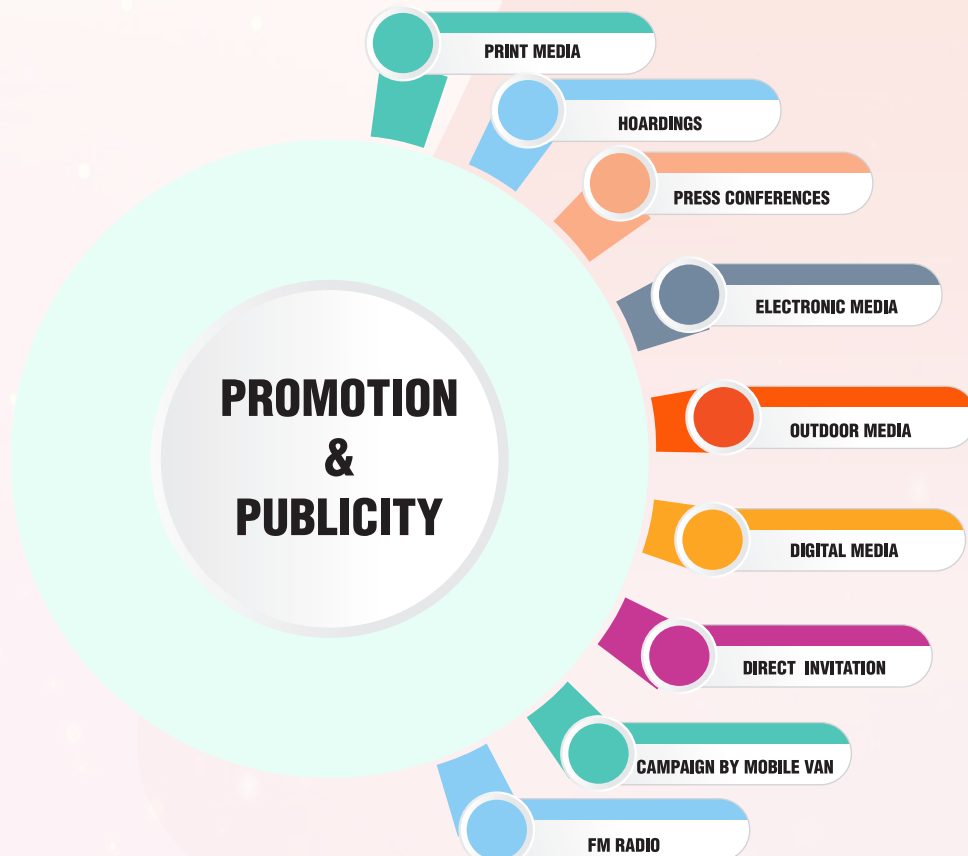 PRINT MEDIA
HOARDINGS
PRESS CONFERENCES
ELECTRONIC MEDIA
PROMOTION
&
PUBLICITY
OUTDOOR MEDIA
DIGITAL MEDIA
DIRECT INVITATION
CAMPAIGN BY MOBILE VAN
FM RADIO